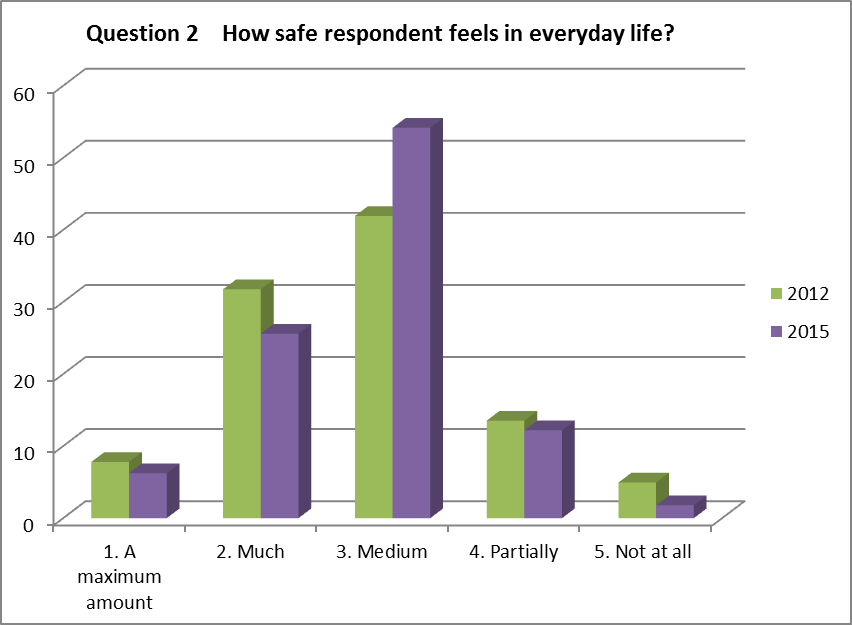 Question 2    How safe respondent feels in everyday life?
60
50
40
30
20
10
0
1. A
maximum
amount
2. Much
3. Medium
4. Partially
5. Not at all
2012
2015